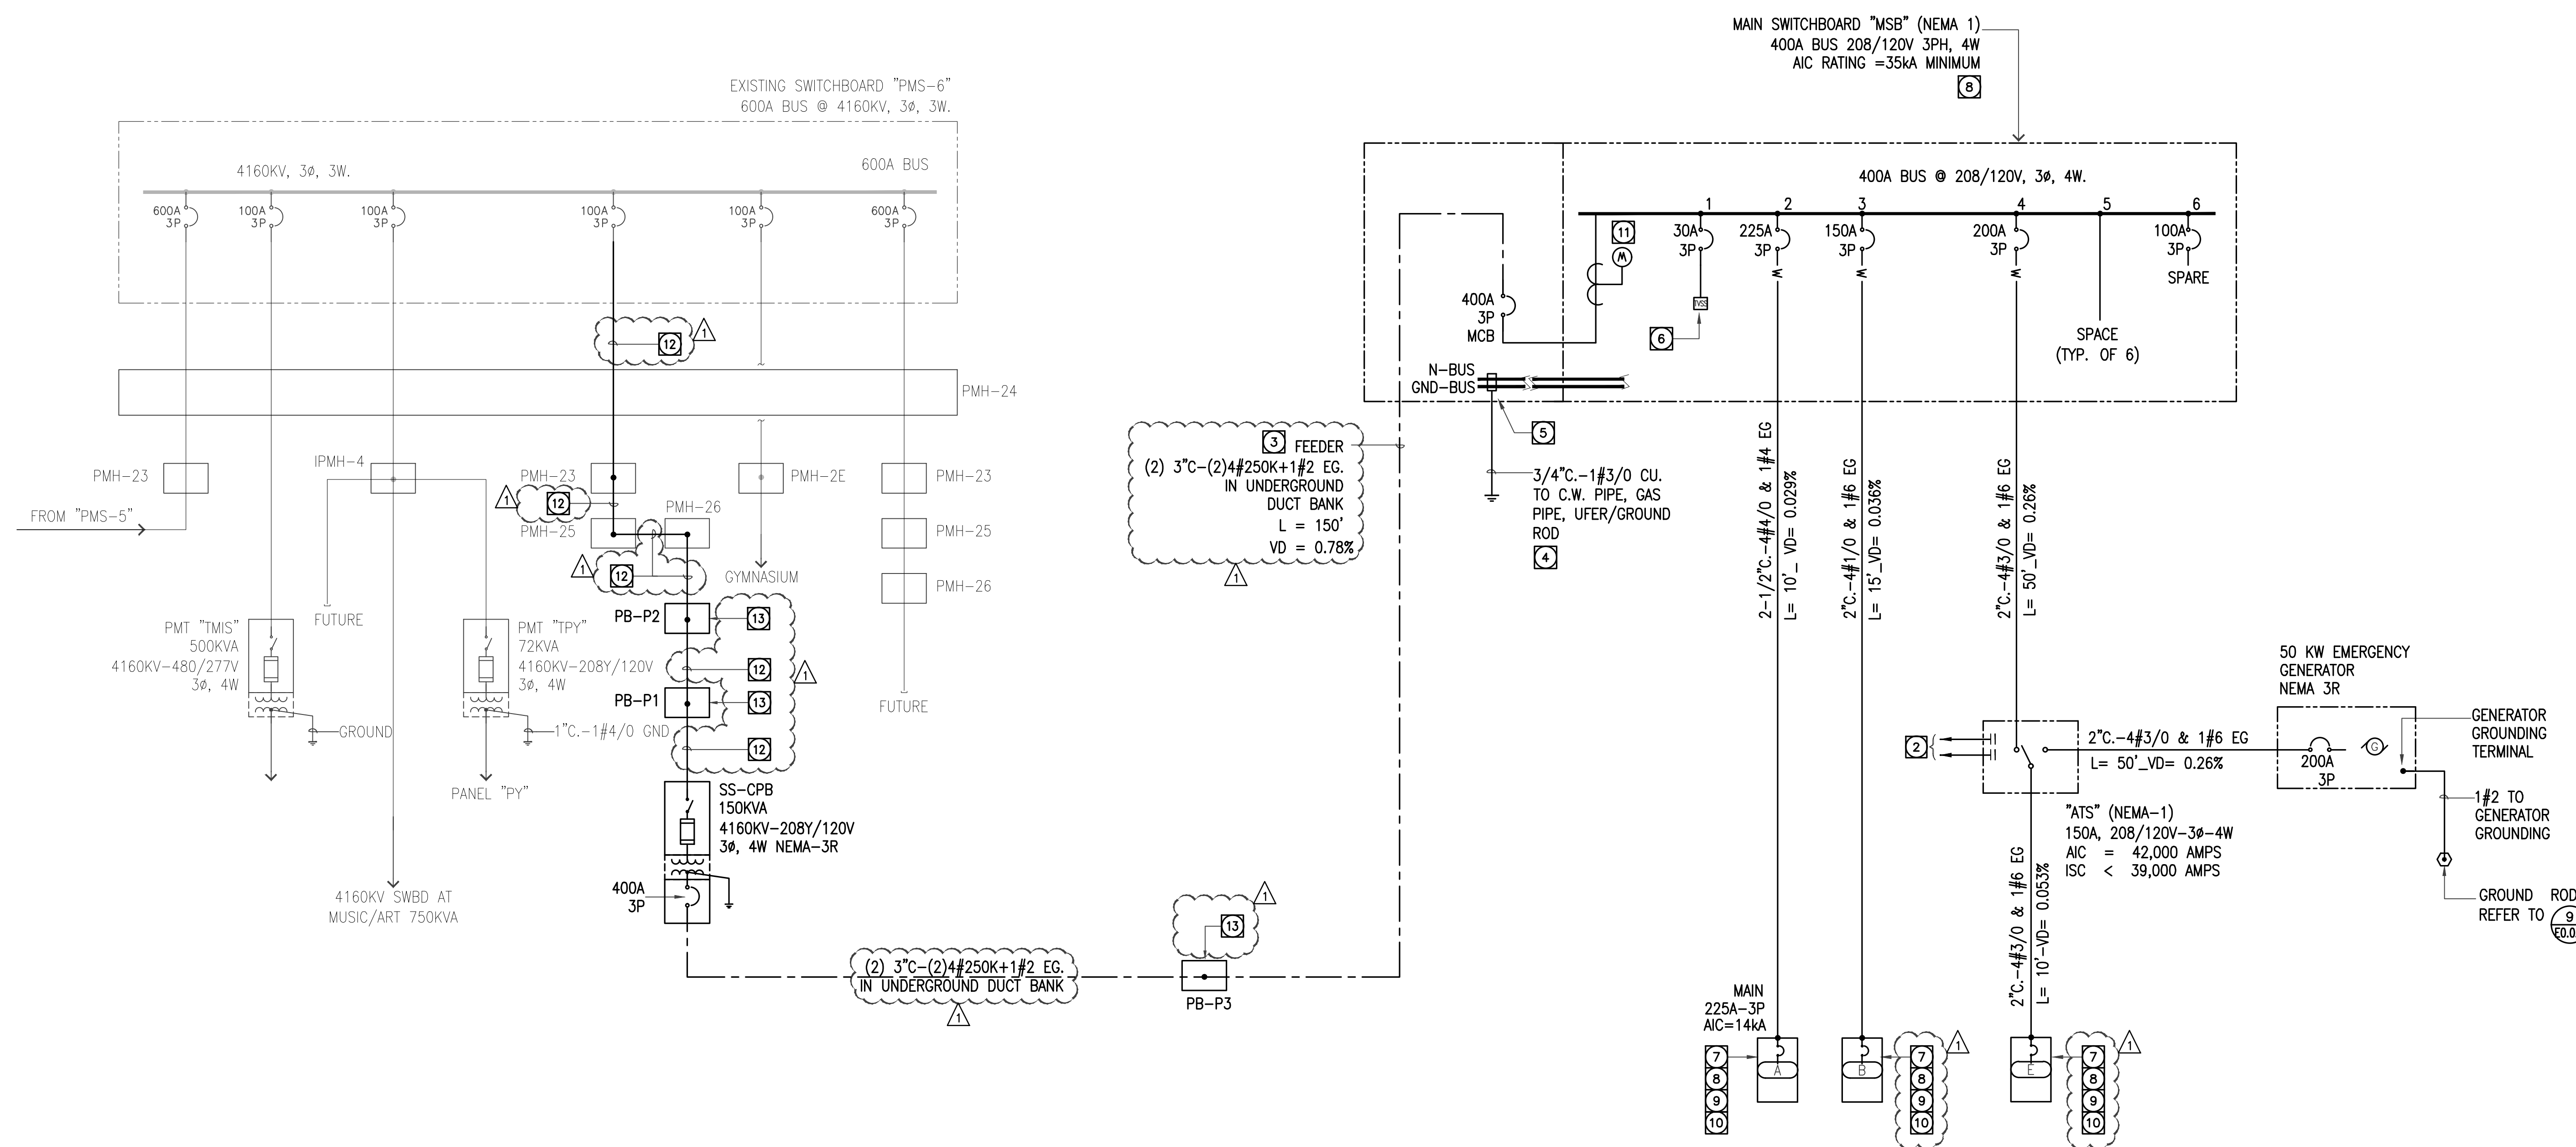 MAIN SWITCHBOARD "MSB" (NEMA 1)
400A BUS 208/120V 3PH, 4W
AIC RATING =35kA MINIMUM
8
EXISTING SWITCHBOARD "PMS-6"
600A BUS @ 4160KV, 3ø, 3W.
4160KV, 3ø, 3W.
600A BUS
600A
3P
100A
3P
100A
3P
100A
3P
100A
3P
600A
3P
12
1
PMH-24
PMH-23
IPMH-4
PMH-23
PMH-2E
PMH-23
1
12
PMH-26
PMH-25
PMH-25
FROM "PMS-5"
1
12
GYMNASIUM
PMH-26
FUTURE
PMT "TMIS"
500KVA
4160KV-480/277V
3ø, 4W
GROUND
PMT "TPY"
72KVA
4160KV-208Y/120V
3ø, 4W
1"C.-1#4/0 GND
PANEL "PY"
PB-P2
13
12
1
PB-P1
13
12
FUTURE
SS-CPB
150KVA
4160KV-208Y/120V
3ø, 4W NEMA-3R
400A
3P
4160KV SWBD AT
MUSIC/ART 750KVA
(2) 3"C-(2)4#250K+1#2 EG.
IN UNDERGROUND DUCT BANK
1
1
13
PB-P3
3 FEEDER
(2) 3"C-(2)4#250K+1#2 EG.
IN UNDERGROUND
DUCT BANK
L = 150'
VD = 0.78%
1
400A BUS @ 208/120V, 3ø, 4W.
1
2
3
4
5
6
30A
3P
225A
3P
150A
3P
200A
3P
100A
3P
SPARE
11
M
400A
3P
MCB
TVSS
6
SPACE
(TYP. OF 6)
N-BUS
GND-BUS
5
3/4"C.-1#3/0 CU.
TO C.W. PIPE, GAS
PIPE, UFER/GROUND
ROD
4
2-1/2"C.-4#4/0 & 1#4 EG
L= 10'_ VD= 0.029%
2"C.-4#1/0 & 1#6 EG
L= 15'_VD= 0.036%
2"C.-4#3/0 & 1#6 EG
L= 50'_VD= 0.26%
2
2"C.-4#3/0 & 1#6 EG
L= 50'_VD= 0.26%
50 KW EMERGENCY
GENERATOR
NEMA 3R
200A
3P
G
GENERATOR
GROUNDING
TERMINAL
1#2 TO
GENERATOR
GROUNDING
GROUND ROD
REFER TO
9
E0.0
"ATS" (NEMA-1)
150A, 208/120V-3ø-4W
AIC = 42,000 AMPS
ISC < 39,000 AMPS
2"C.-4#3/0 & 1#6 EG
L= 10'-VD= 0.053%
MAIN
225A-3P
AIC=14kA
7
8
9
10
A
B
7
8
9
10
1
E
7
8
9
10
1